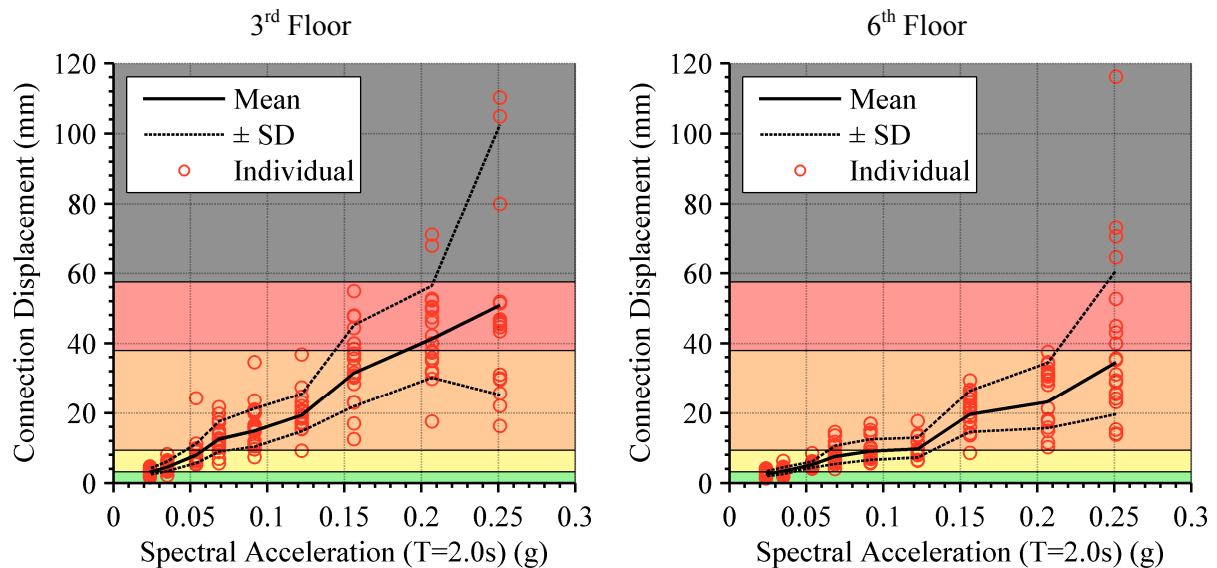 3rd Floor
120
100
80
60
40
20
0
Connection Displacement (mm)
Mean
± SD
Individual
0 0.05 0.1 0.15 0.2 0.25 0.3
Spectral Acceleration (T=2.0s) (g)
6th Floor
120
100
80
60
40
20
0
Connection Displacement (mm)
Mean
± SD
Individual
0 0.05 0.1 0.15 0.2 0.25 0.3
Spectral Acceleration (T=2.0s) (g)